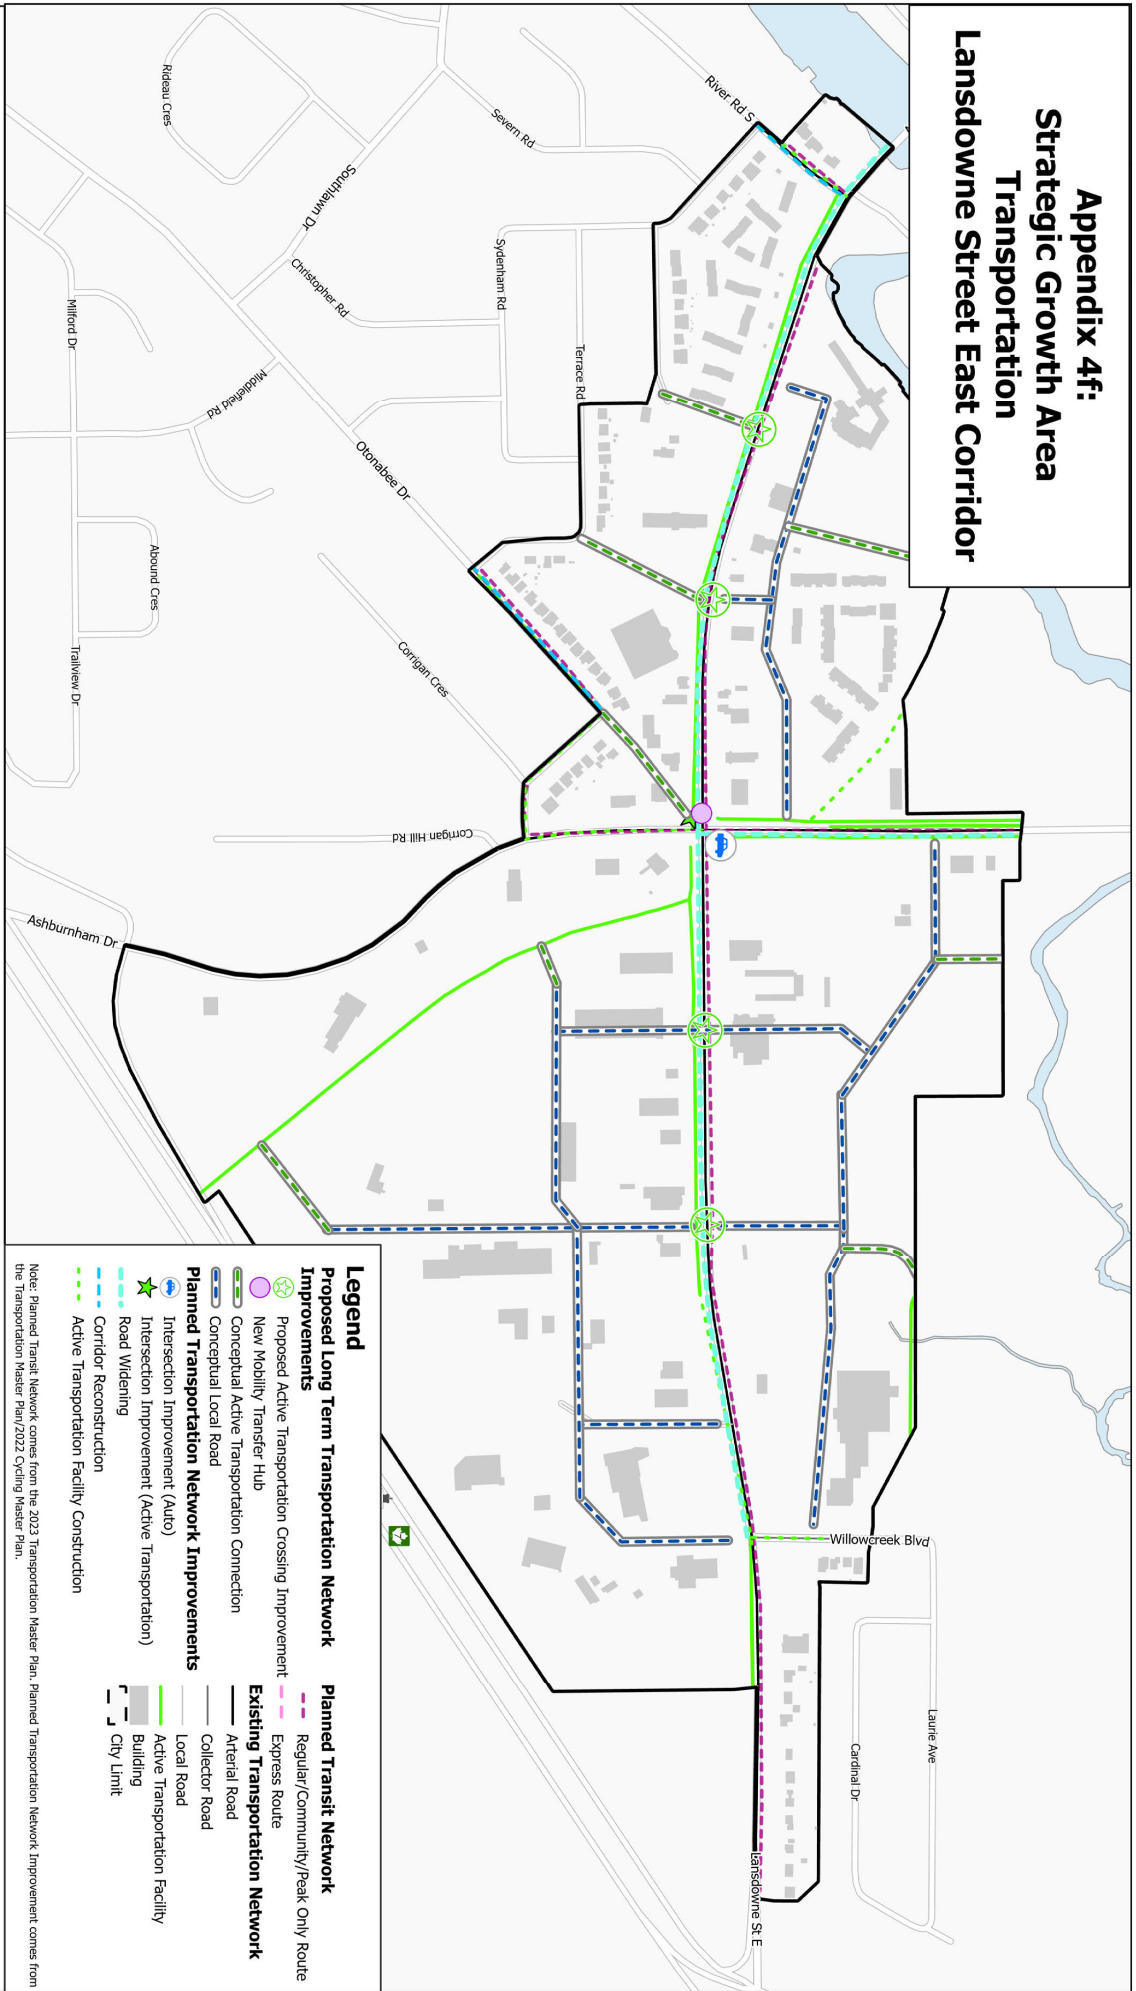 Appendix 4f:
Strategic Growth Area
Transportation
Lansdowne Street East Corridor
River Rd S
Rideau Cres
Severn Rd
Southlawn Dr
Sydenham Rd
Christopher Rd
Milford Dr
Terrace Rd
Middlefield Rd
Otonabee Dr
Abound Cres
Corrigan Cres
Trailview Dr
Corrigan Hill Rd
Ashburnham Dr
Willowcreek Blvd
Laurie Ave
Cardinal Dr
Lansdowne St E
7
Legend
Proposed Long Term Transportation Network
Improvements
Proposed Active Transportation Crossing Improvement
New Mobility Transfer Hub
Conceptual Active Transportation Connection
Conceptual Local Road
Planned Transportation Network Improvements
Intersection Improvement (Auto)
Intersection Improvement (Active Transportation)
Road Widening
Corridor Reconstruction
Active Transportation Facility Construction
Planned Transit Network
Regular/Community/Peak Only Route
Express Route
Existing Transportation Network
Arterial Road
Collector Road
Local Road
Active Transportation Facility
Building
City Limit
Note: Planned Transit Network comes from the 2023 Transportation Master Plan. Planned Transportation Network Improvement comes from
the Transportation Master Plan/2022 Cycling Master Plan.